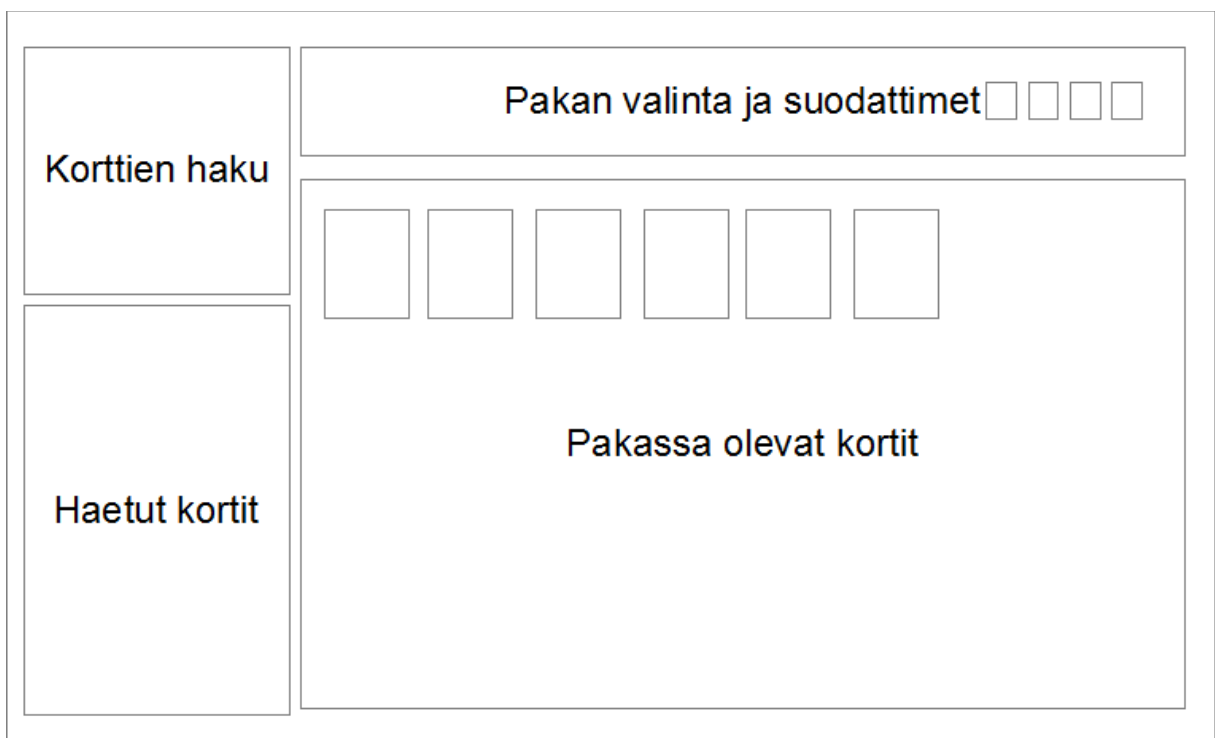 Korttien haku
Pakan valinta ja suodattimet
Haetut kortit
Pakassa olevat kortit